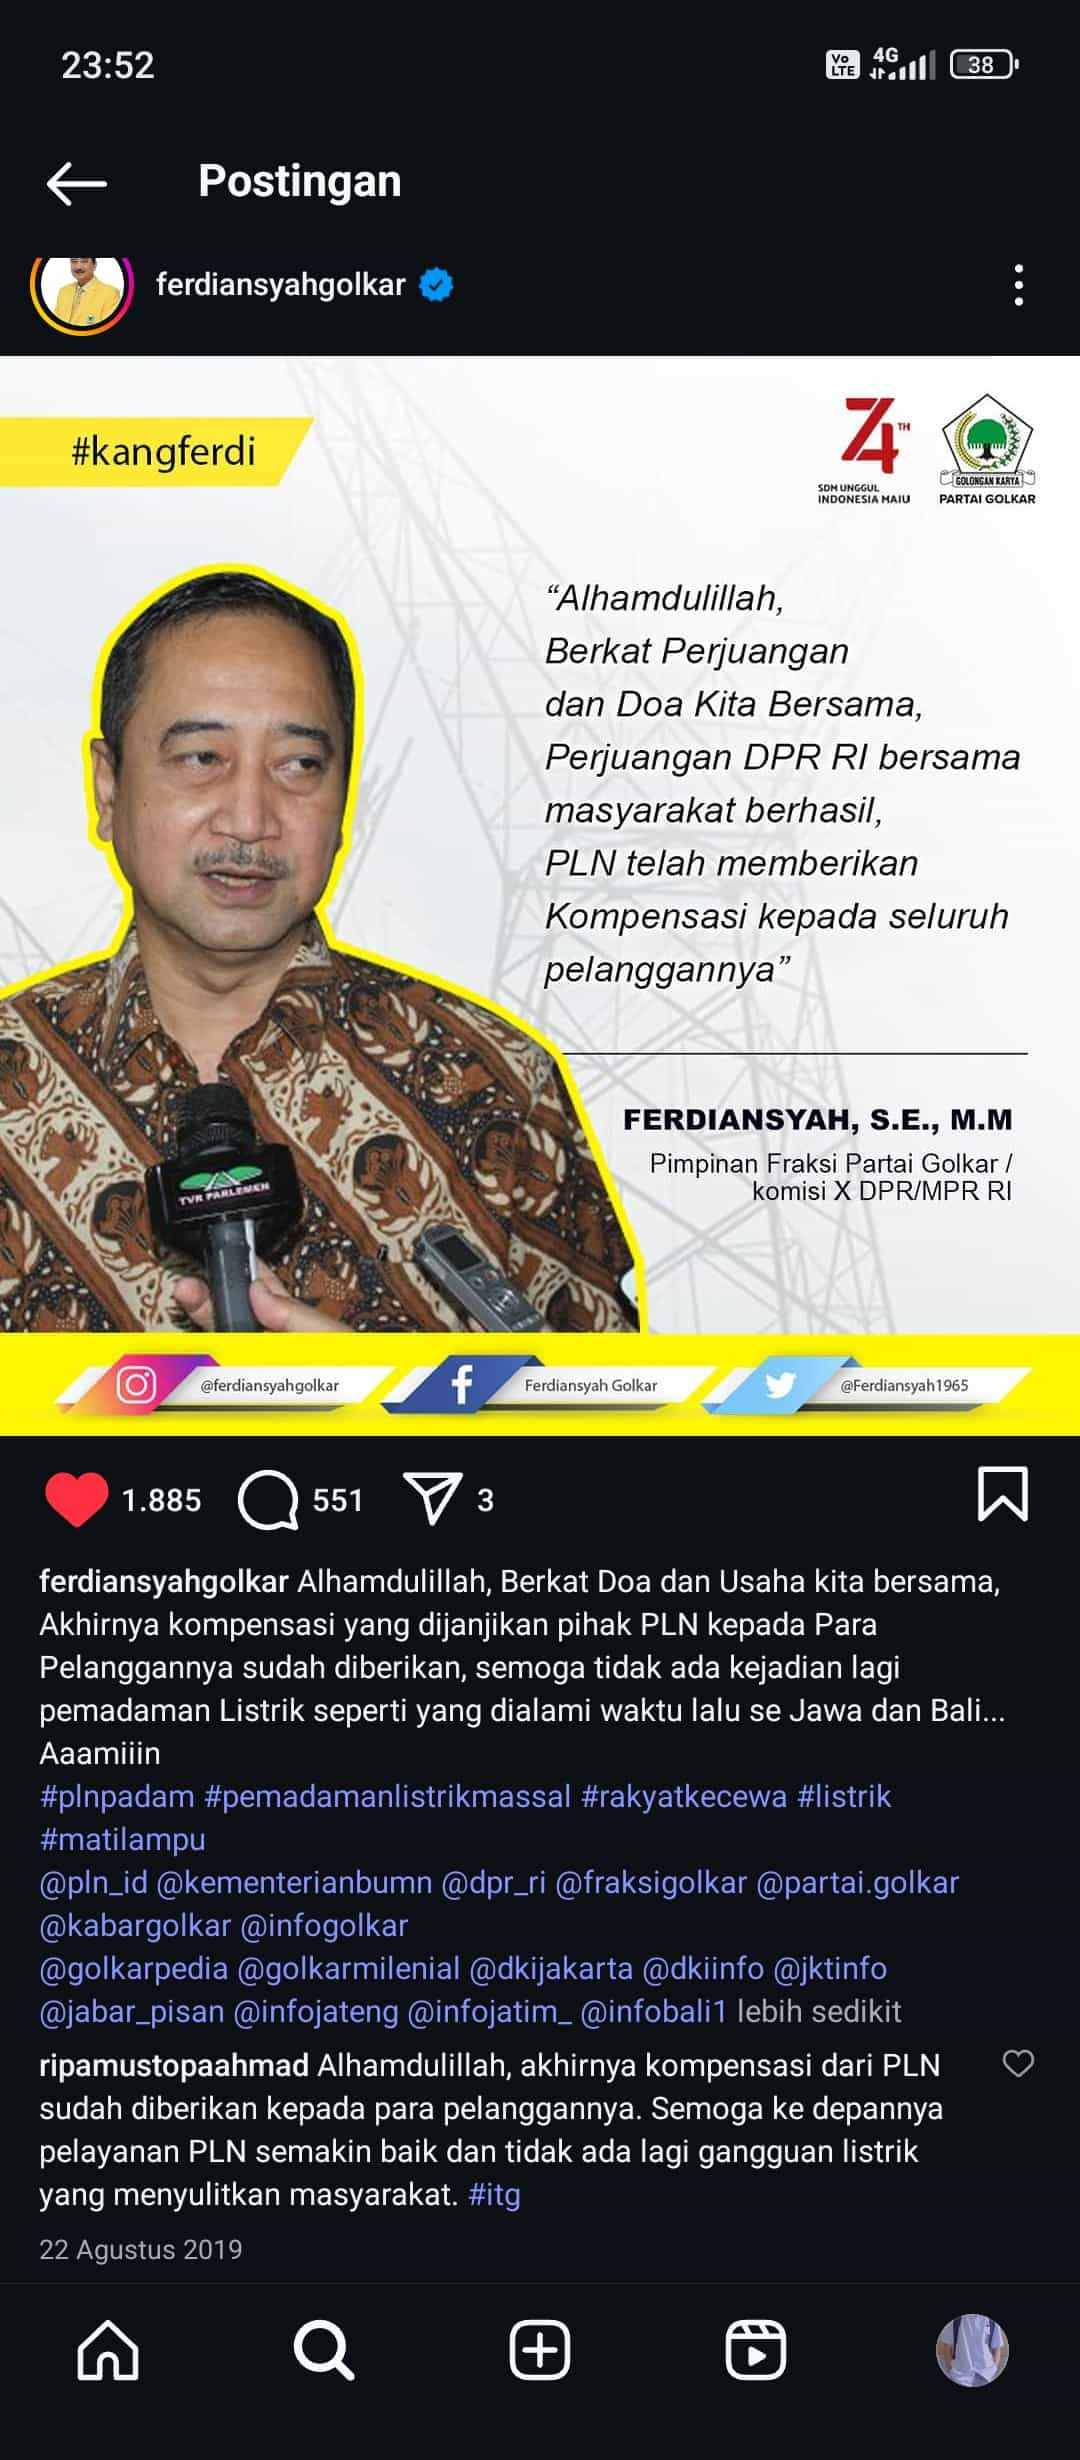 23:52
Vo LTE 4G 38
Postingan
ferdiansyahgolkar
#kangferdi
74 TH
SDM UNGGUL
INDONESIA MAJU
GOLONGAN KARYA
PARTAI GOLKAR
“Alhamdulillah,
Berkat Perjuangan
dan Doa Kita Bersama,
Perjuangan DPR RI bersama
masyarakat berhasil,
PLN telah memberikan
Kompensasi kepada seluruh
pelanggannya”
FERDIANSYAH, S.E., M.M
Pimpinan Fraksi Partai Golkar /
komisi X DPR/MPR RI
TVR PARLEMEN
@ferdiansyahgolkar
Ferdiansyah Golkar
@Ferdiansyah1965
1.885 551 3
ferdiansyahgolkar Alhamdulillah, Berkat Doa dan Usaha kita bersama,
Akhirnya kompensasi yang dijanjikan pihak PLN kepada Para
Pelanggannya sudah diberikan, semoga tidak ada kejadian lagi
pemadaman Listrik seperti yang dialami waktu lalu se Jawa dan Bali...
Aaamiiin
#plnpadam #pemadamanlistrikmassal #rakyatkecewa #listrik
#matilampu
@pln_id @kementerianbumn @dpr_ri @fraksigolkar @partai.golkar
@kabargolkar @infogolkar
@golkarpedia @golkarmilenial @dkijakarta @dkiinfo @jktinfo
@jabar_pisan @infojateng @infojatim_ @infobali1 lebih sedikit
ripamustopaahmad Alhamdulillah, akhirnya kompensasi dari PLN
sudah diberikan kepada para pelanggannya. Semoga ke depannya
pelayanan PLN semakin baik dan tidak ada lagi gangguan listrik
yang menyulitkan masyarakat. #itg
22 Agustus 2019